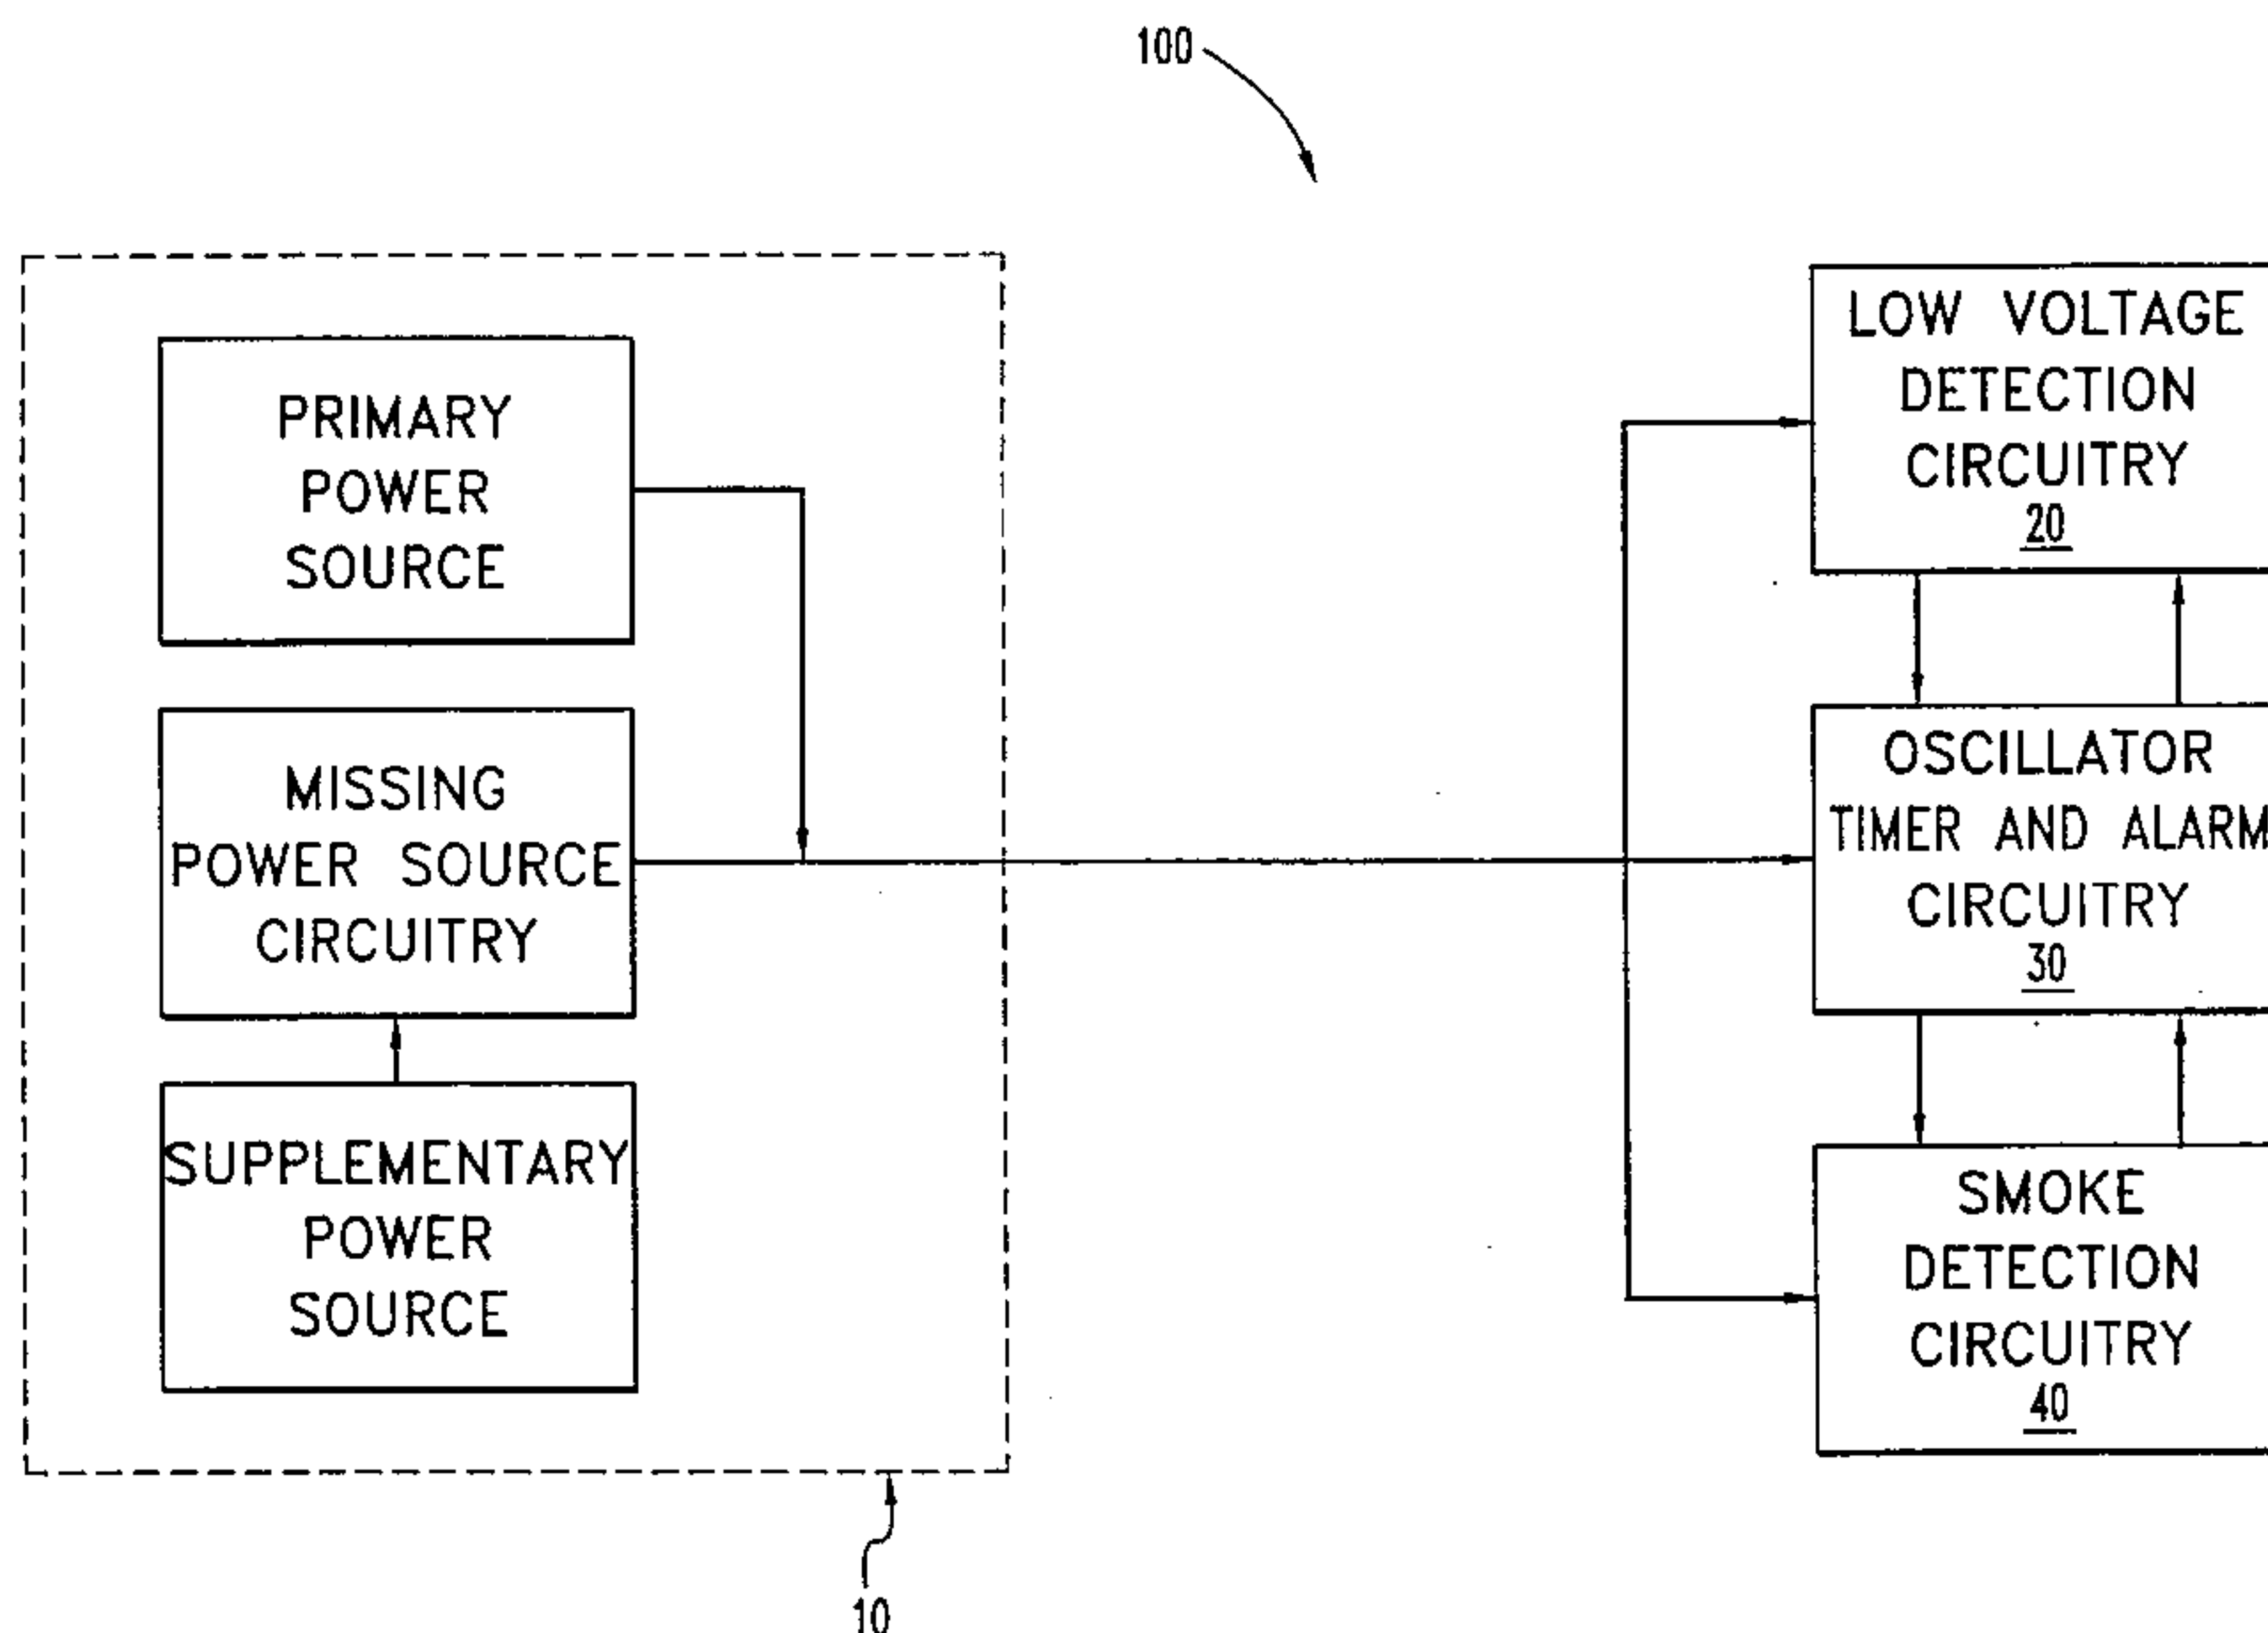 100
PRIMARY
POWER
SOURCE
MISSING
POWER SOURCE
CIRCUITRY
SUPPLEMENTARY
POWER
SOURCE
10
LOW VOLTAGE
DETECTION
CIRCUITRY
20
OSCILLATOR
TIMER AND ALARM
CIRCUITRY
30
SMOKE
DETECTION
CIRCUITRY
40